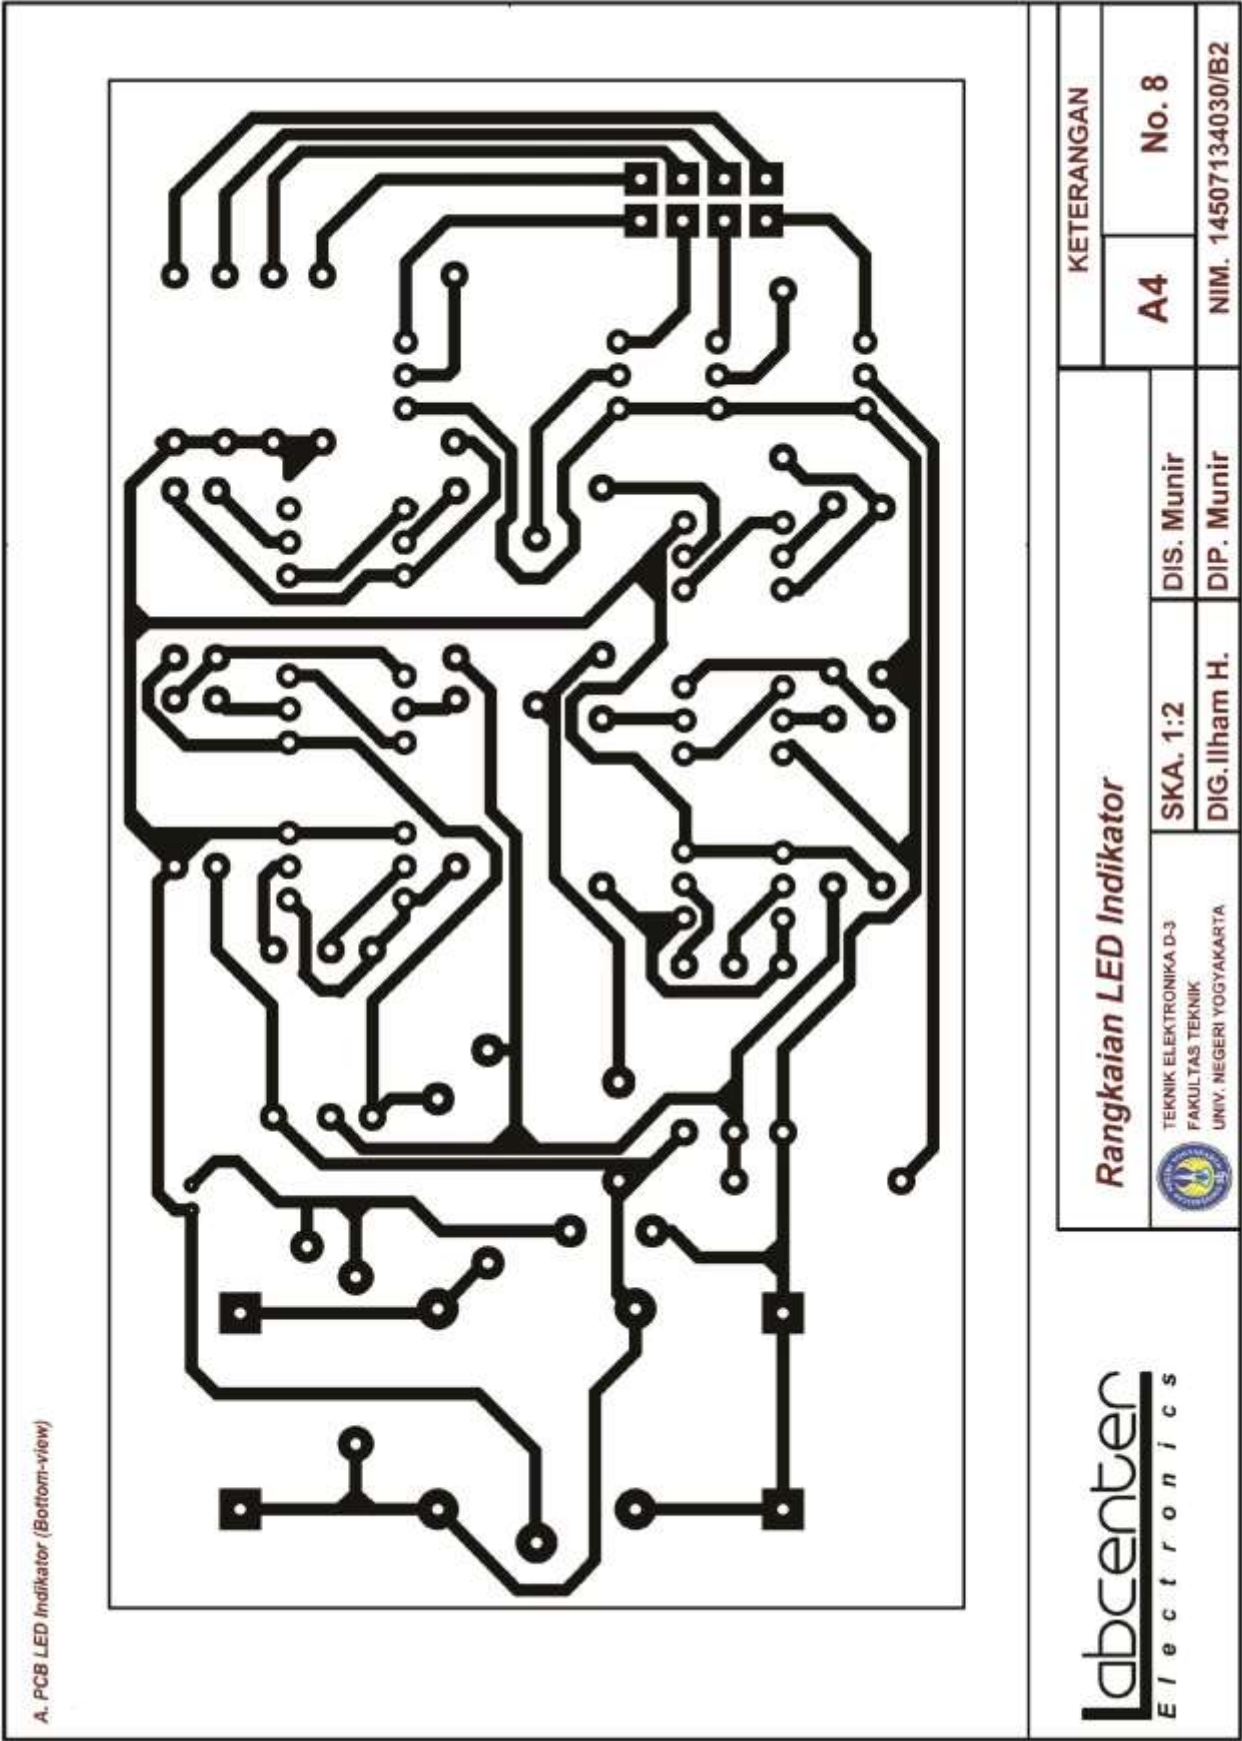 A. PCB LED Indikator (Bottom-view)
Labcenter
Electronics
Rangkaian LED Indikator
KETERANGAN
A4
No. 8
TEKNIK ELEKTRONIKA D-3
FAKULTAS TEKNIK
UNIV. NEGERI YOGYAKARTA
SKA. 1:2
DIS. Munir
DIG.Ilham H.
DIP. Munir
NIM. 14507134030/B2